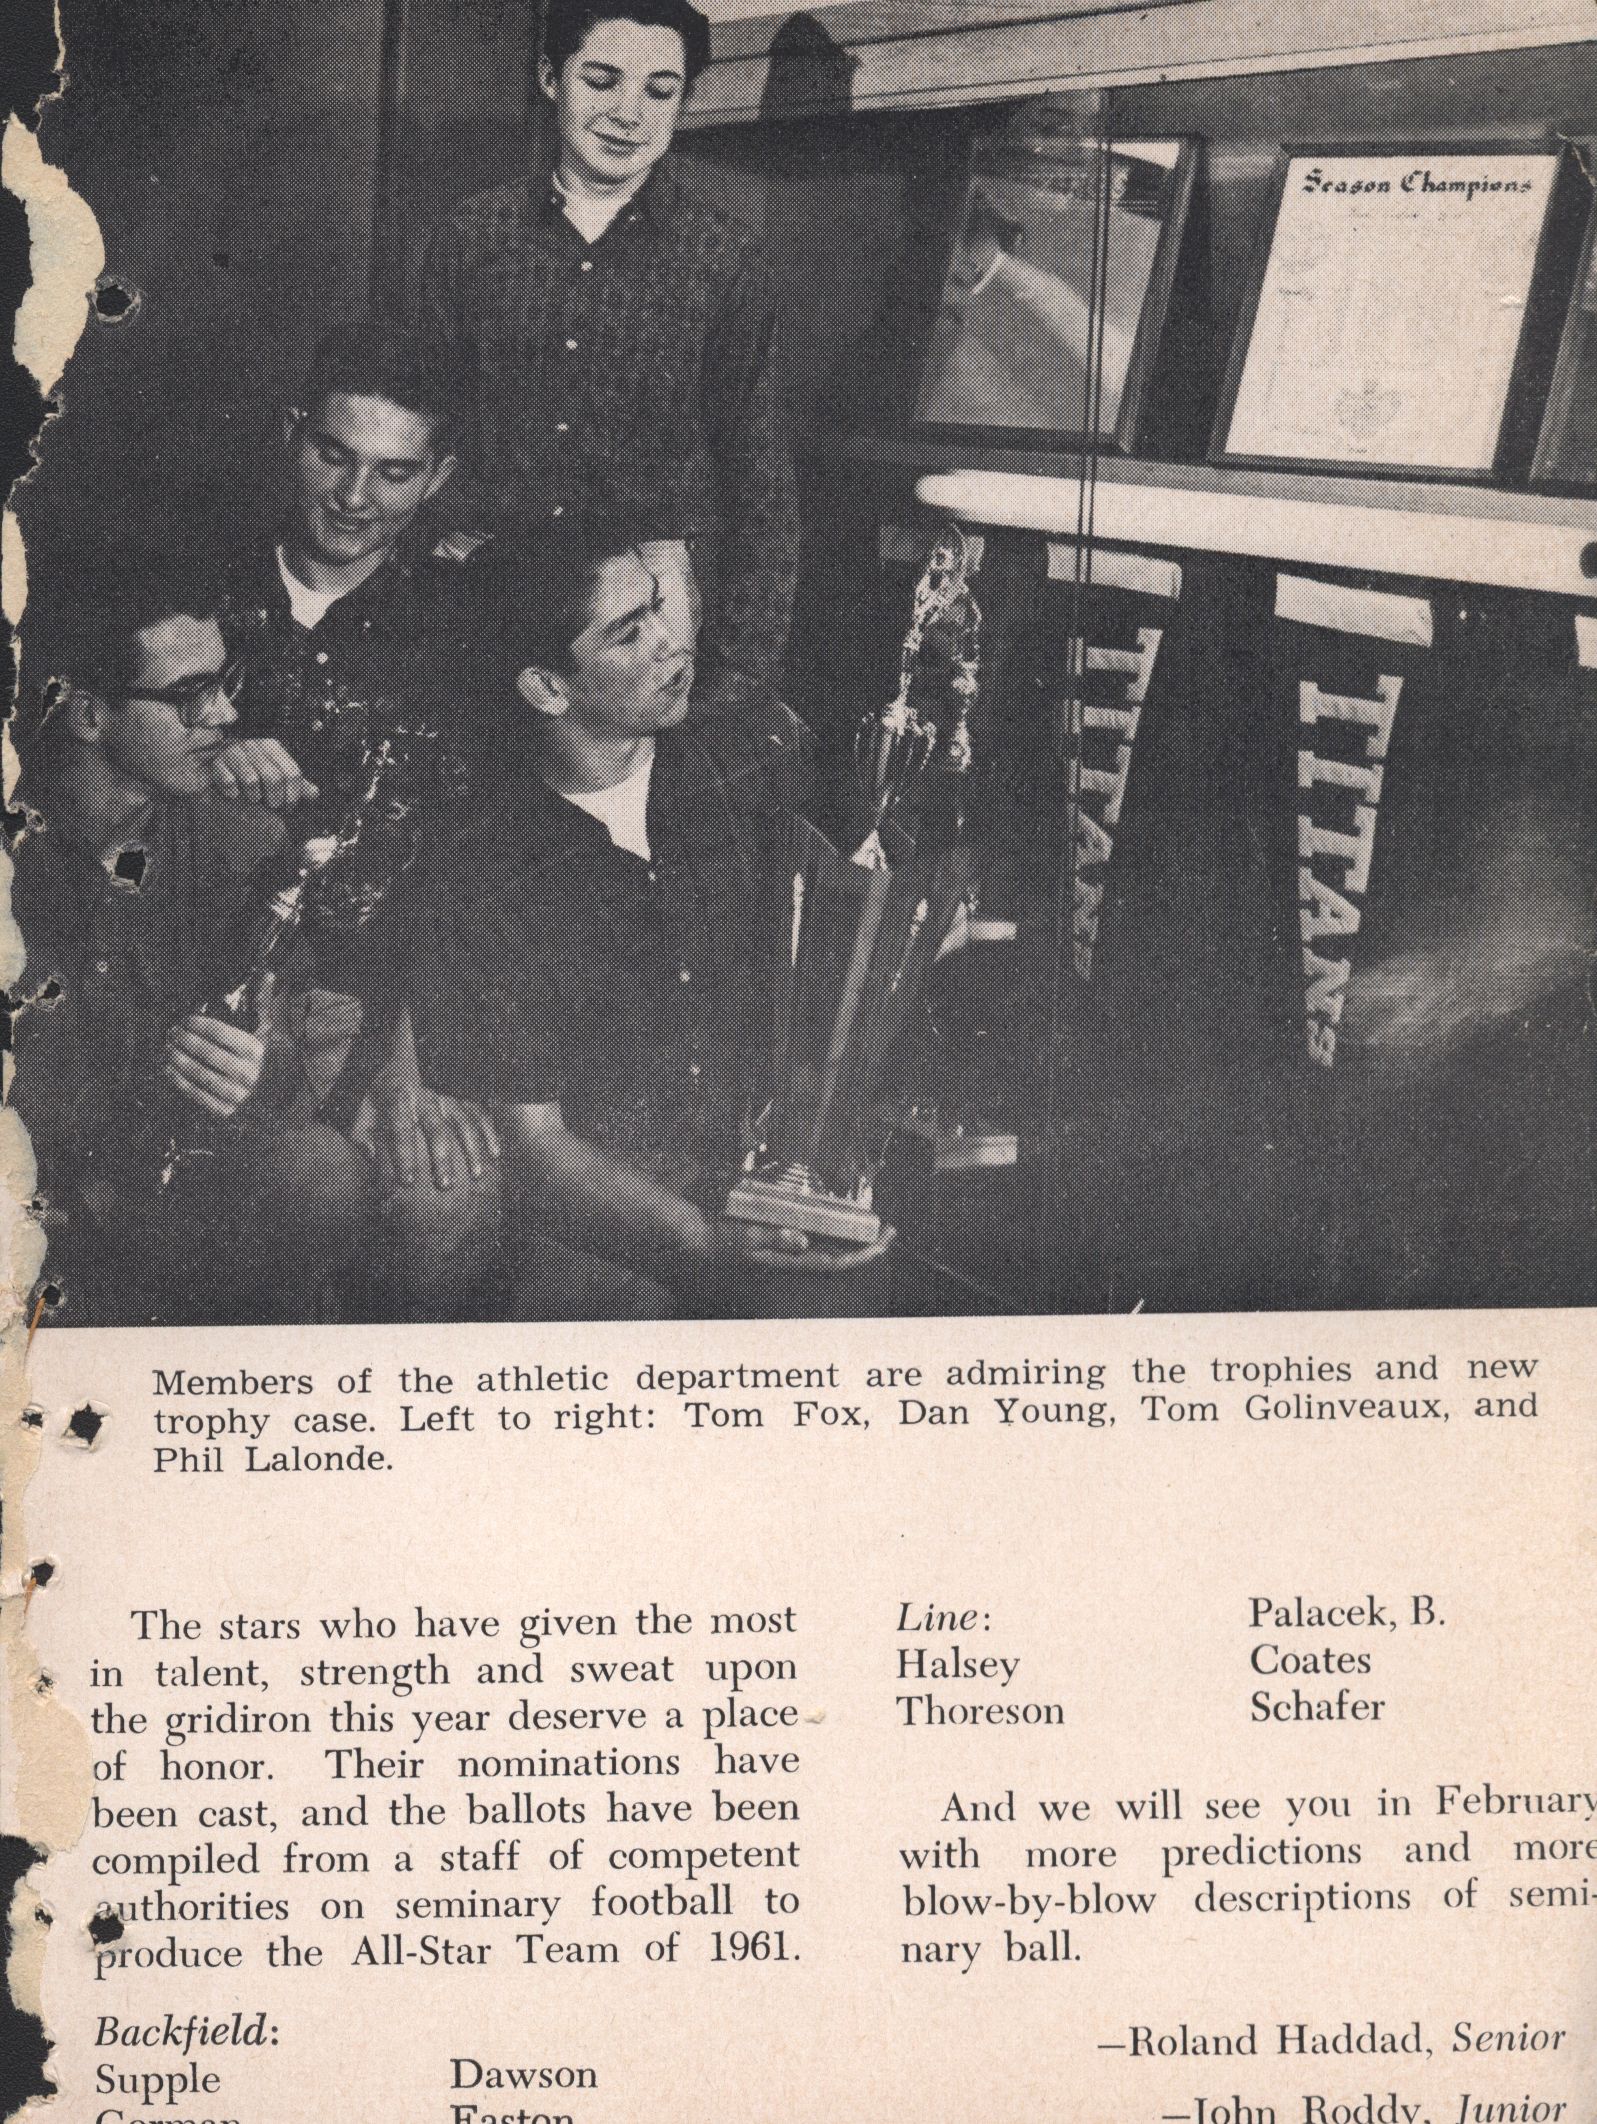 Season Champions
TITANS
TITANS
Members of the athletic department are admiring the trophies and new
trophy case. Left to right: Tom Fox, Dan Young, Tom Golinveaux, and
Phil Lalonde.
The stars who have given the most
in talent, strength and sweat upon
the gridiron this year deserve a place
of honor. Their nominations have
been cast, and the ballots have been
compiled from a staff of competent
authorities on seminary football to
produce the All-Star Team of 1961.
Backfield:
Supple Dawson
Gorman Easton
Line: Palacek, B.
Halsey Coates
Thoreson Schafer
And we will see you in February
with more predictions and more
blow-by-blow descriptions of semi-
nary ball.
—Roland Haddad, Senior
—John Roddy, Junior